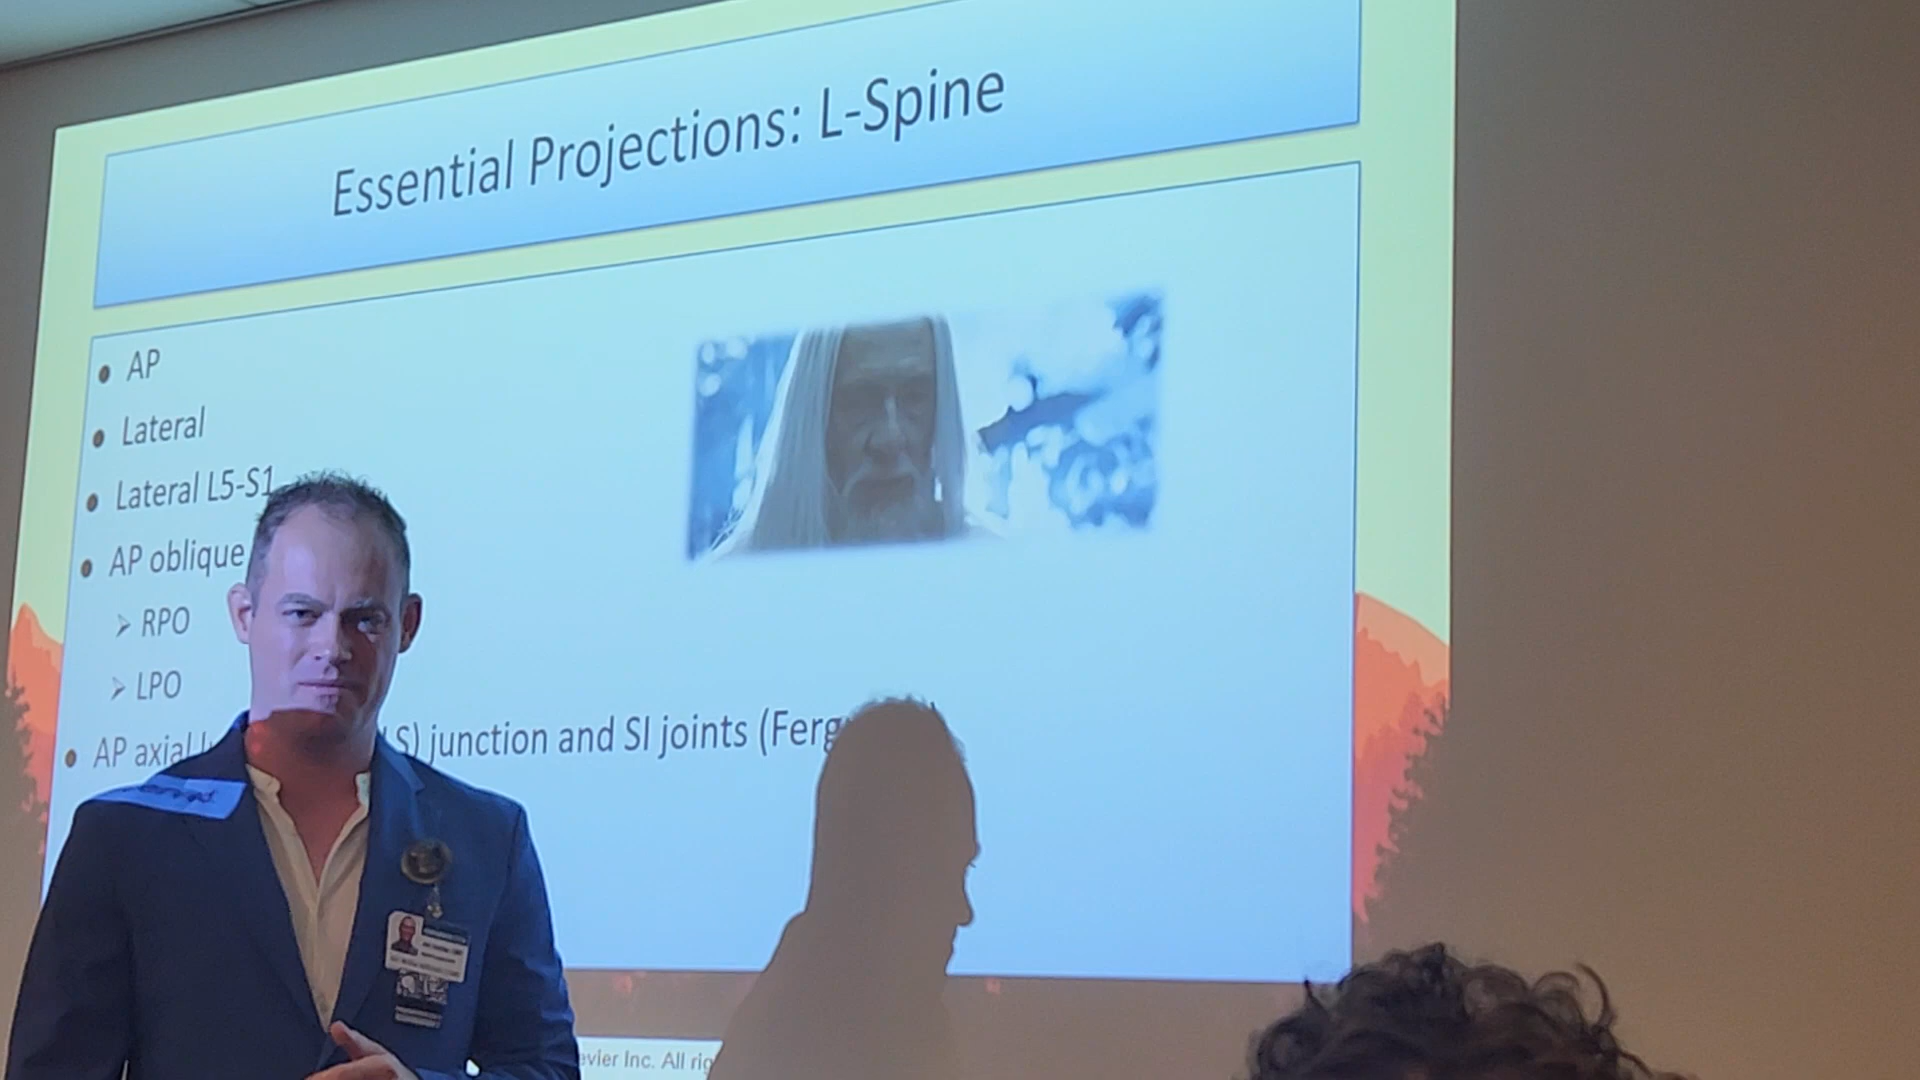 Essential Projections: L-Spine
AP
Lateral
Lateral L5-S1
AP oblique
RPO
LPO
AP axial S) junction and SI joints (Ferg
evier Inc. All rig